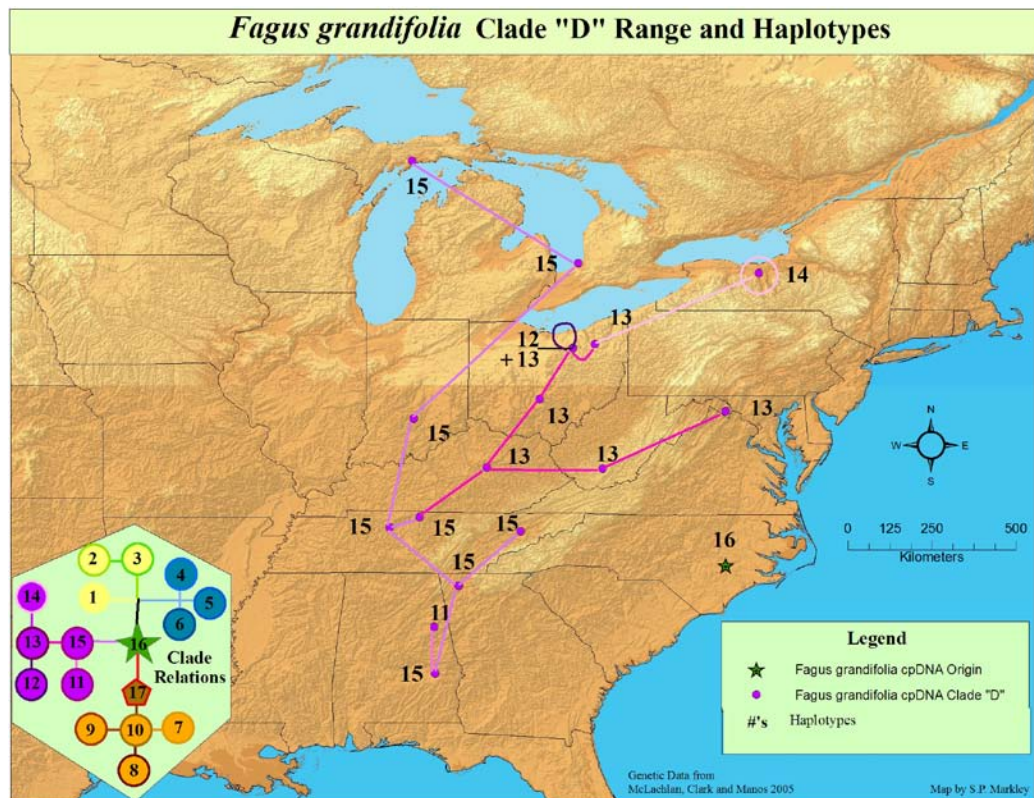 Fagus grandifolia Clade "D" Range and Haplotypes
15
15
14
13
12
+ 13
13
15
13
13
13
15
15
15
15
16
11
15
N
W E
S
0 125 250 500
Kilometers
2 3
4
1
5
14
6
13 15 16
Clade
Relations
12 11
17
9 10 7
8
Legend
Fagus grandifolia cpDNA Origin
Fagus grandifolia cpDNA Clade "D"
#'s Haplotypes
Genetic Data from
McLachlan, Clark and Manos 2005
Map by S.P. Markley